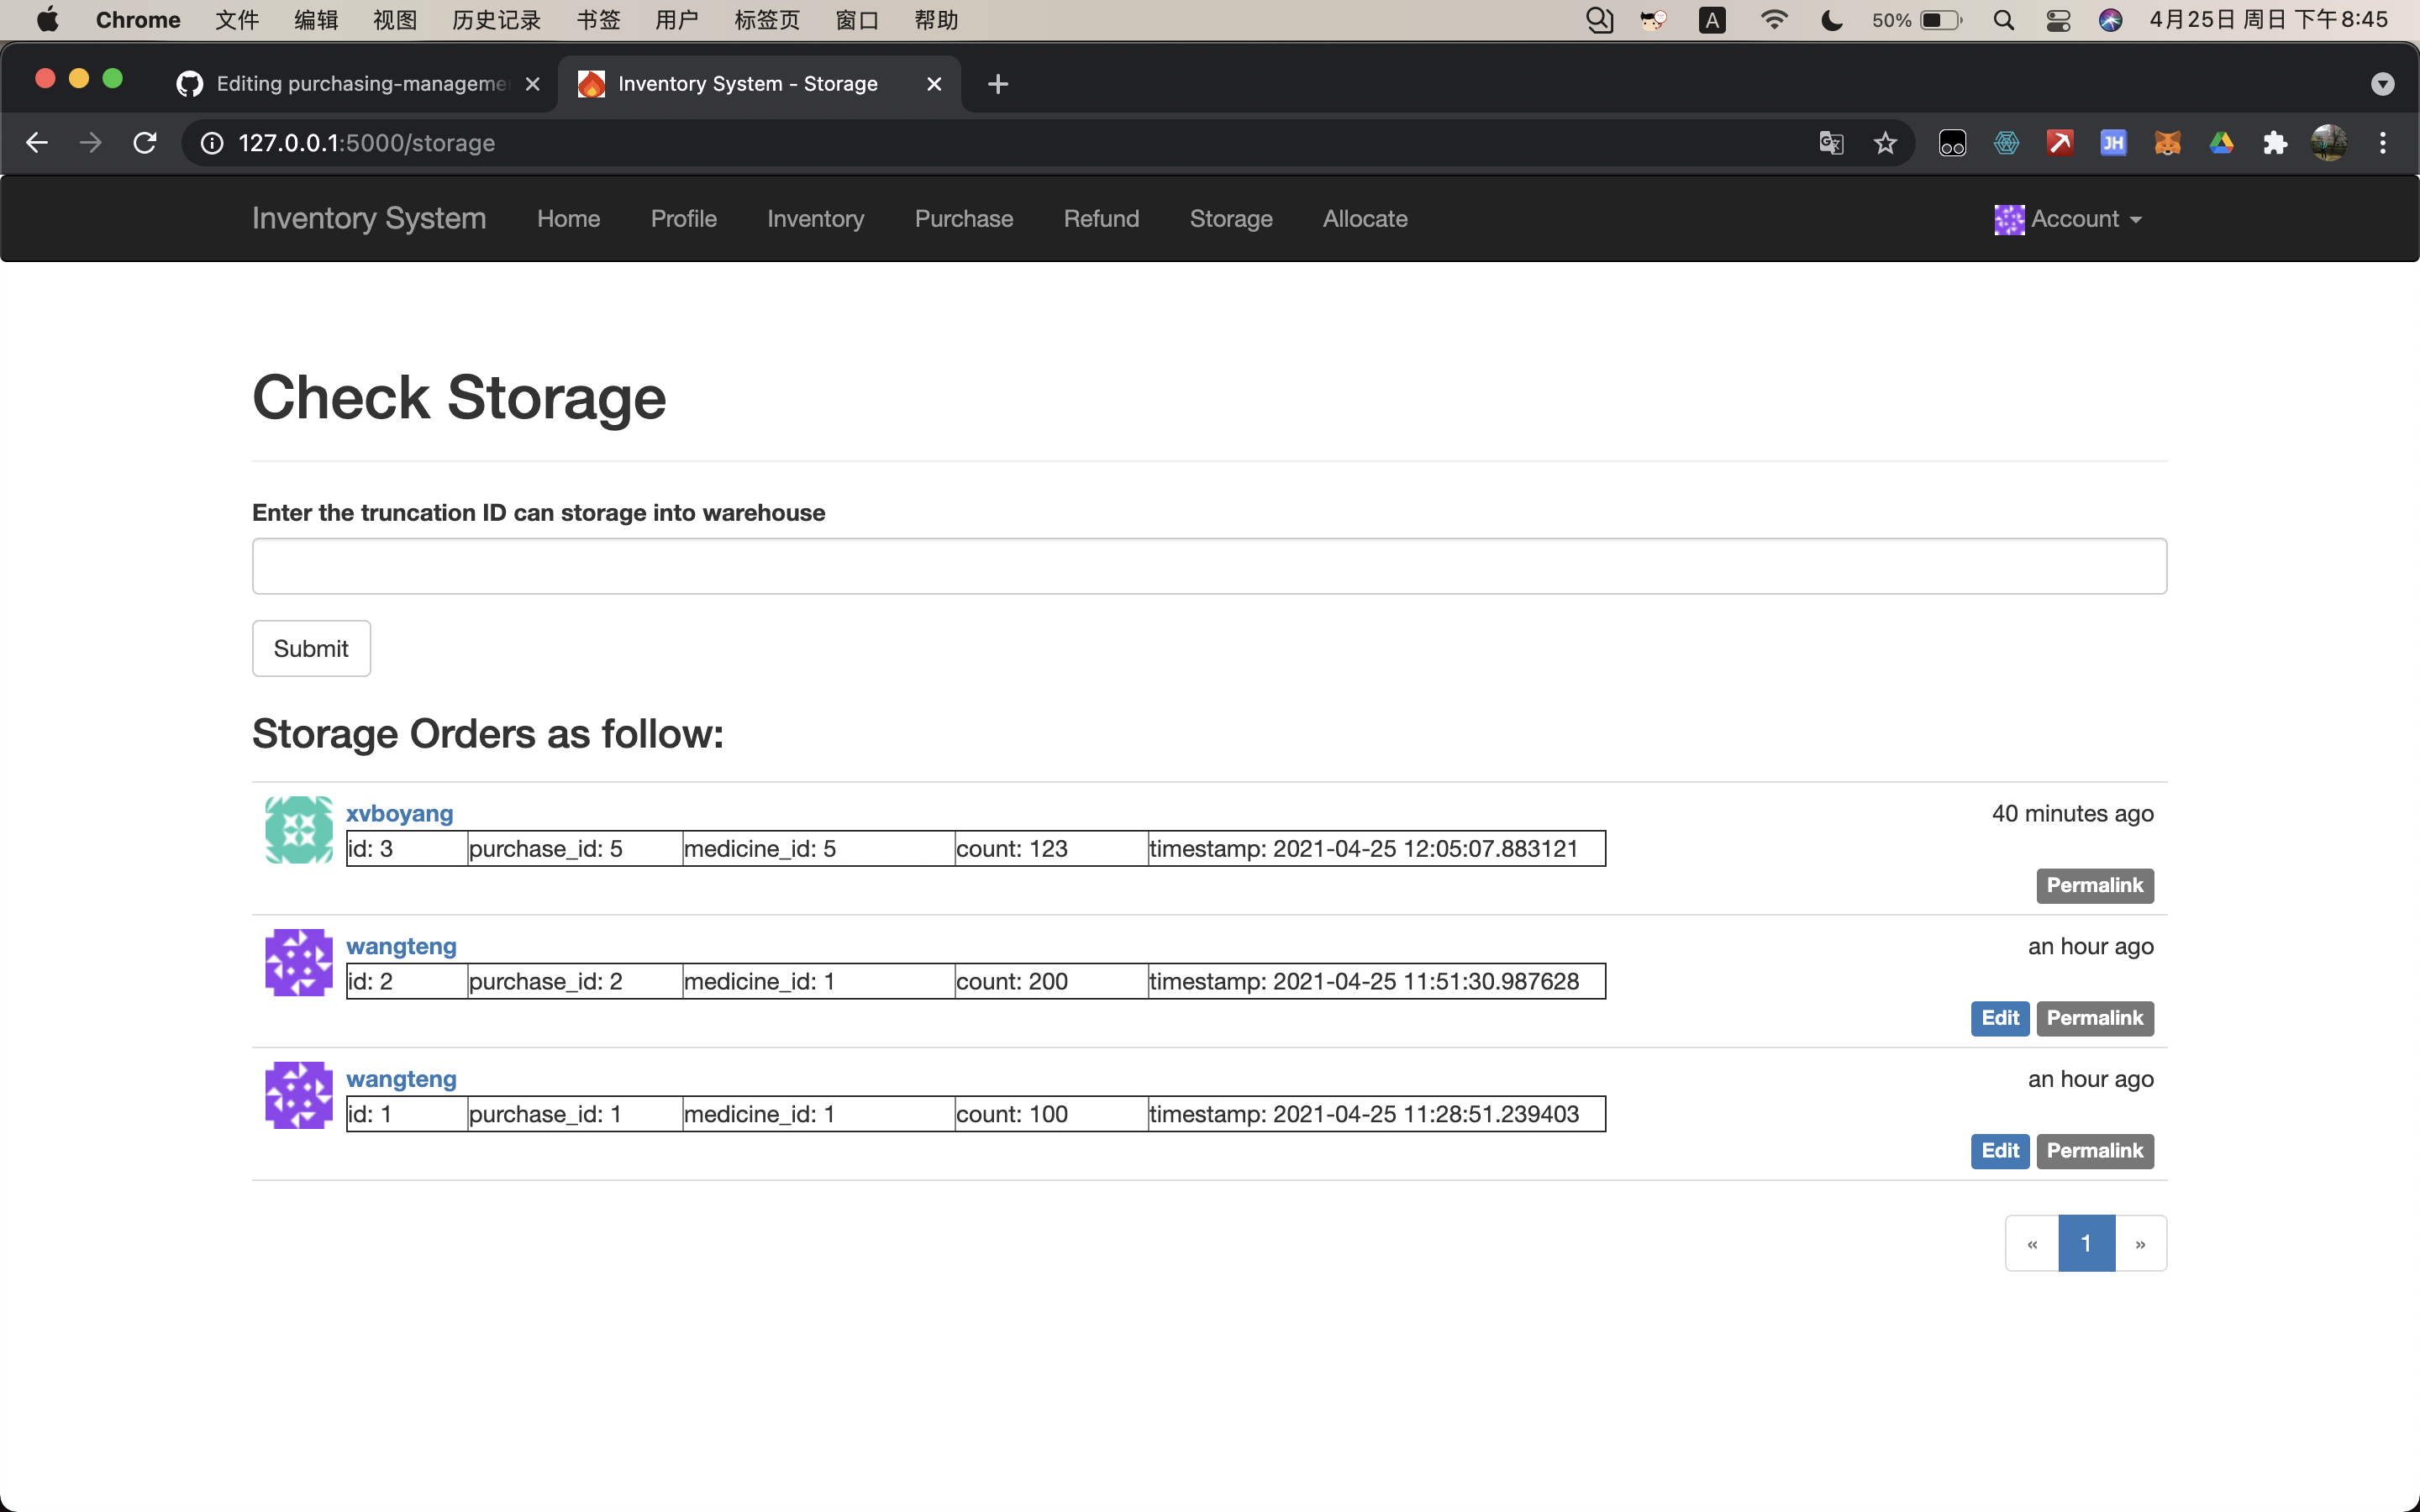 Chrome 文件 编辑 视图 历史记录 书签 用户 标签页 窗口 帮助 A 50% 4月25日 周日 下午8:45
Editing purchasing-manageme Inventory System - Storage
127.0.0.1:5000/storage JH
Inventory System Home Profile Inventory Purchase Refund Storage Allocate Account
Check Storage
Enter the truncation ID can storage into warehouse
Submit
Storage Orders as follow:
xvboyang 40 minutes ago
id: 3 purchase_id: 5 medicine_id: 5 count: 123 timestamp: 2021-04-25 12:05:07.883121
Permalink
wangteng an hour ago
id: 2 purchase_id: 2 medicine_id: 1 count: 200 timestamp: 2021-04-25 11:51:30.987628
Edit Permalink
wangteng an hour ago
id: 1 purchase_id: 1 medicine_id: 1 count: 100 timestamp: 2021-04-25 11:28:51.239403
Edit Permalink
« 1 »